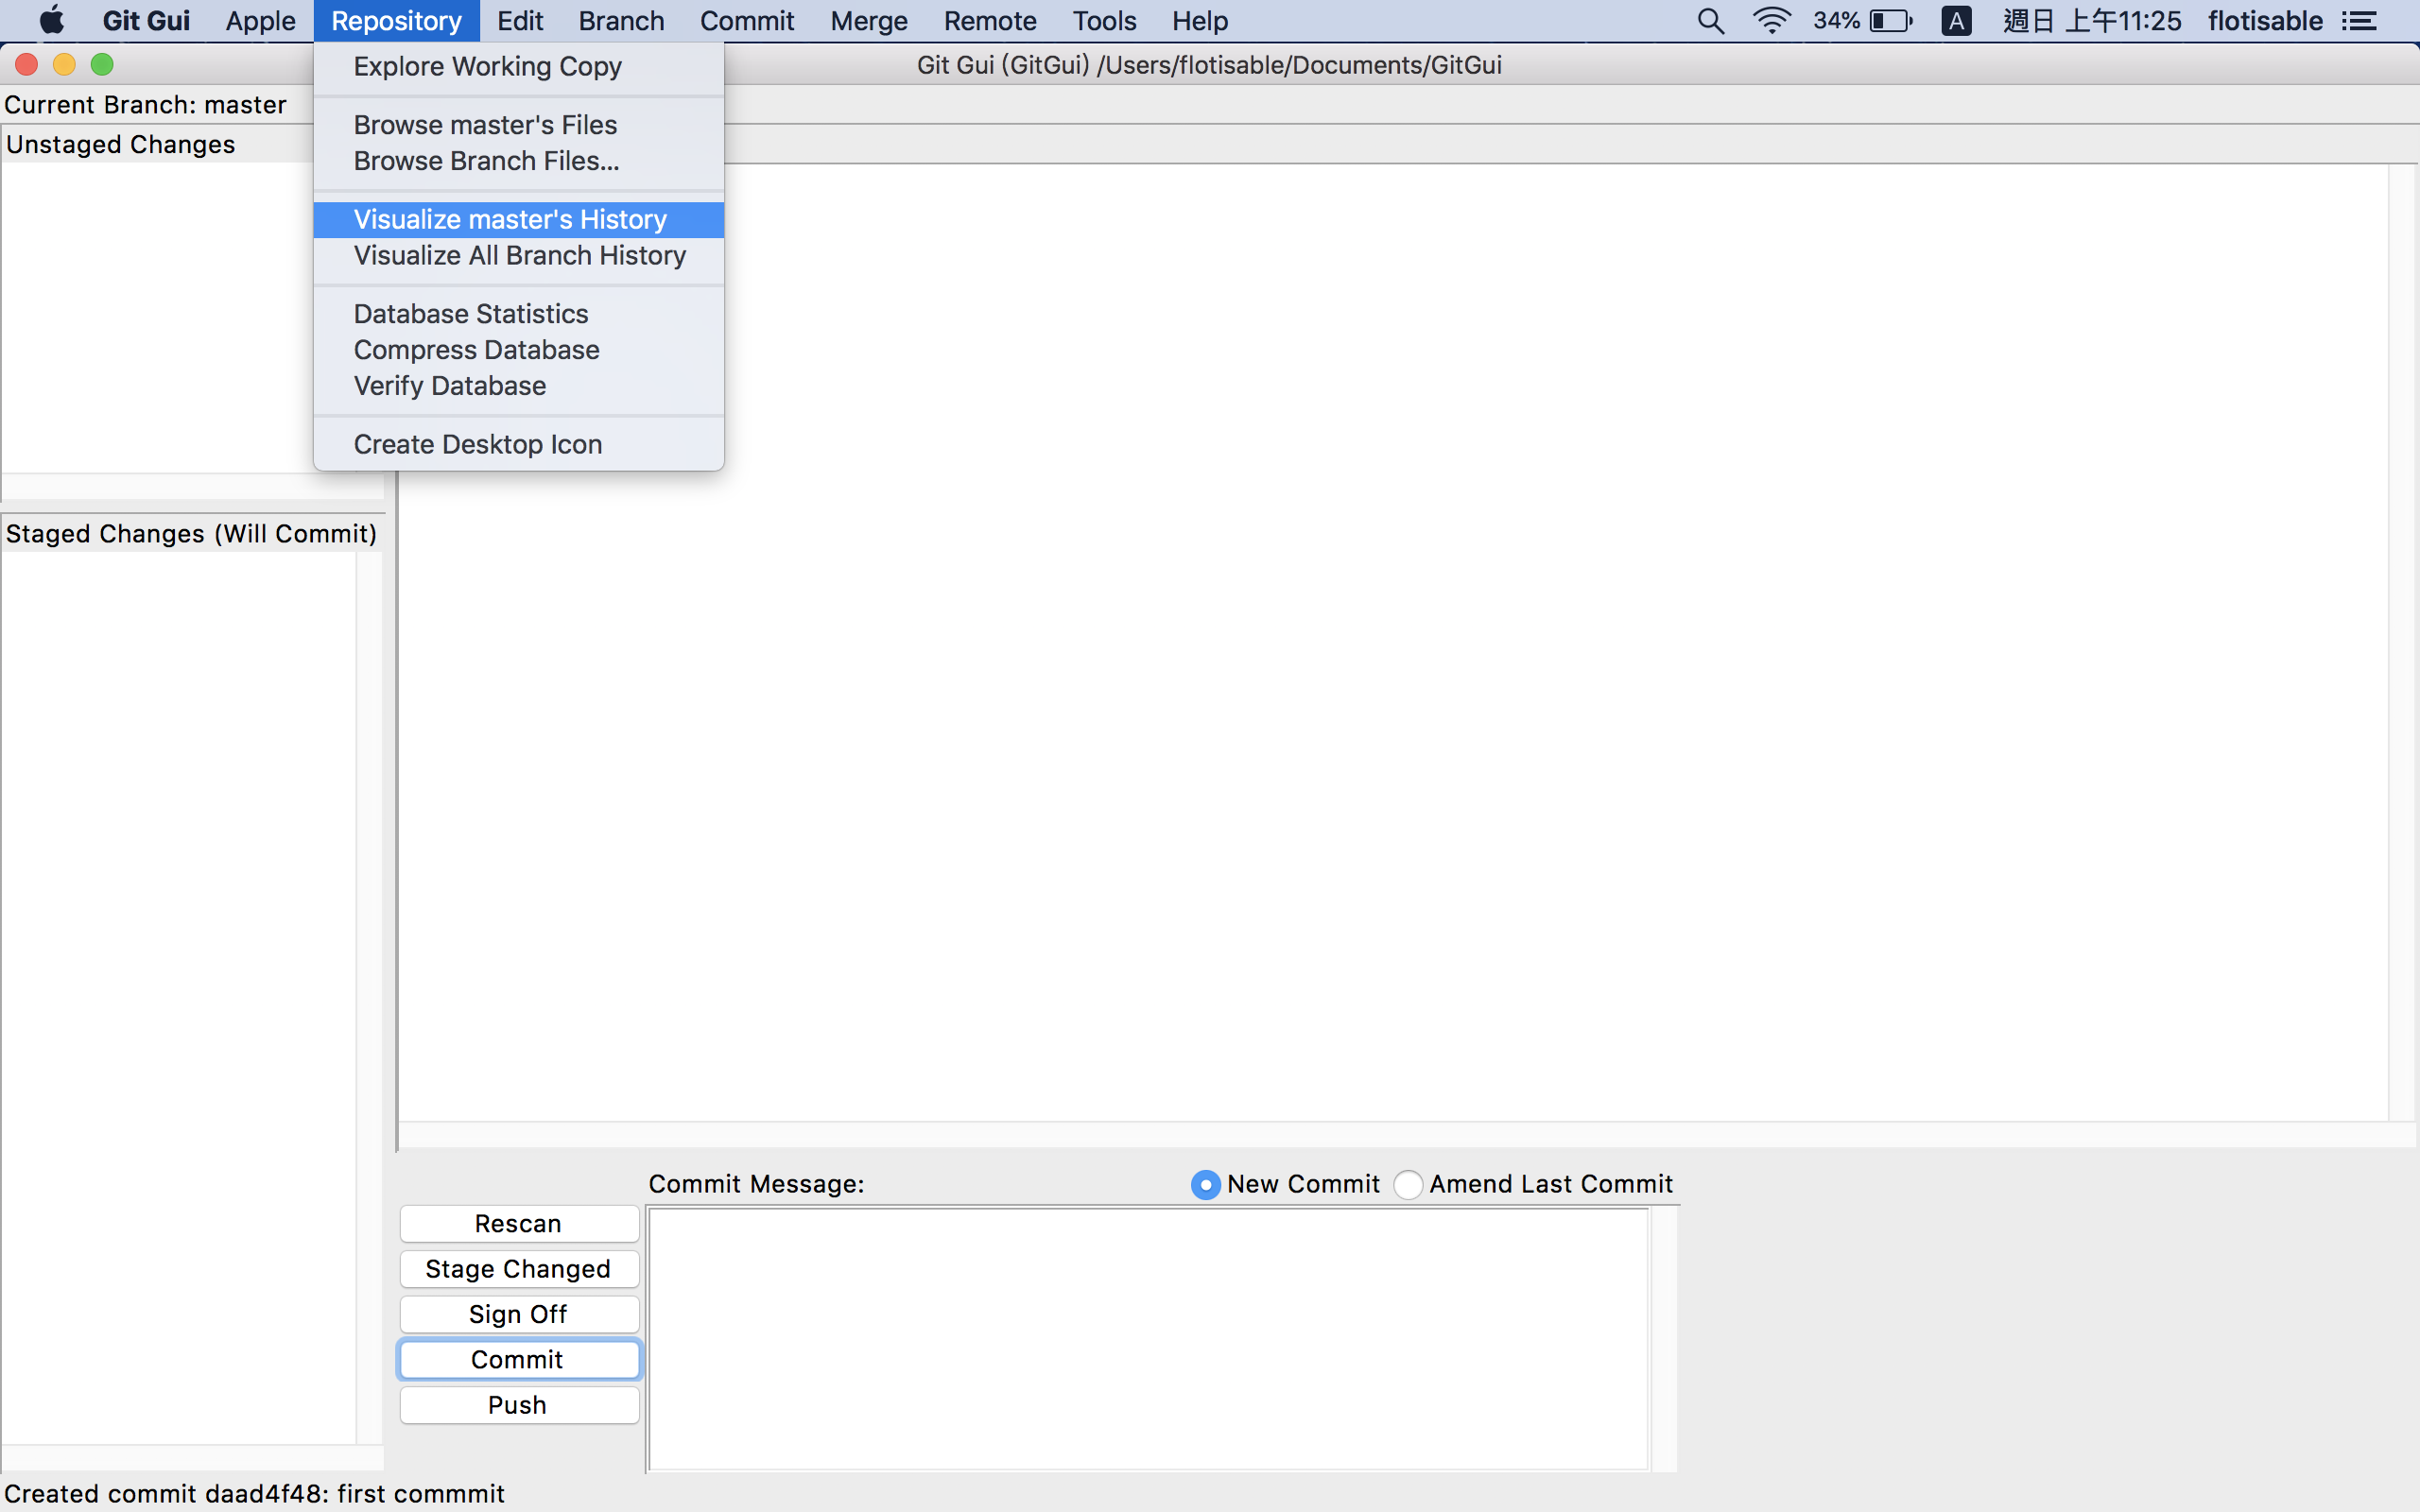 Git Gui Apple Repository Edit Branch Commit Merge Remote Tools Help 34% A 週日 上午11:25 flotisable
Git Gui (GitGui) /Users/flotisable/Documents/GitGui
Explore Working Copy
Browse master's Files
Browse Branch Files...
Visualize master's History
Visualize All Branch History
Database Statistics
Compress Database
Verify Database
Create Desktop Icon
Current Branch: master
Unstaged Changes
Staged Changes (Will Commit)
Commit Message: New Commit Amend Last Commit
Rescan
Stage Changed
Sign Off
Commit
Push
Created commit daad4f48: first commmit